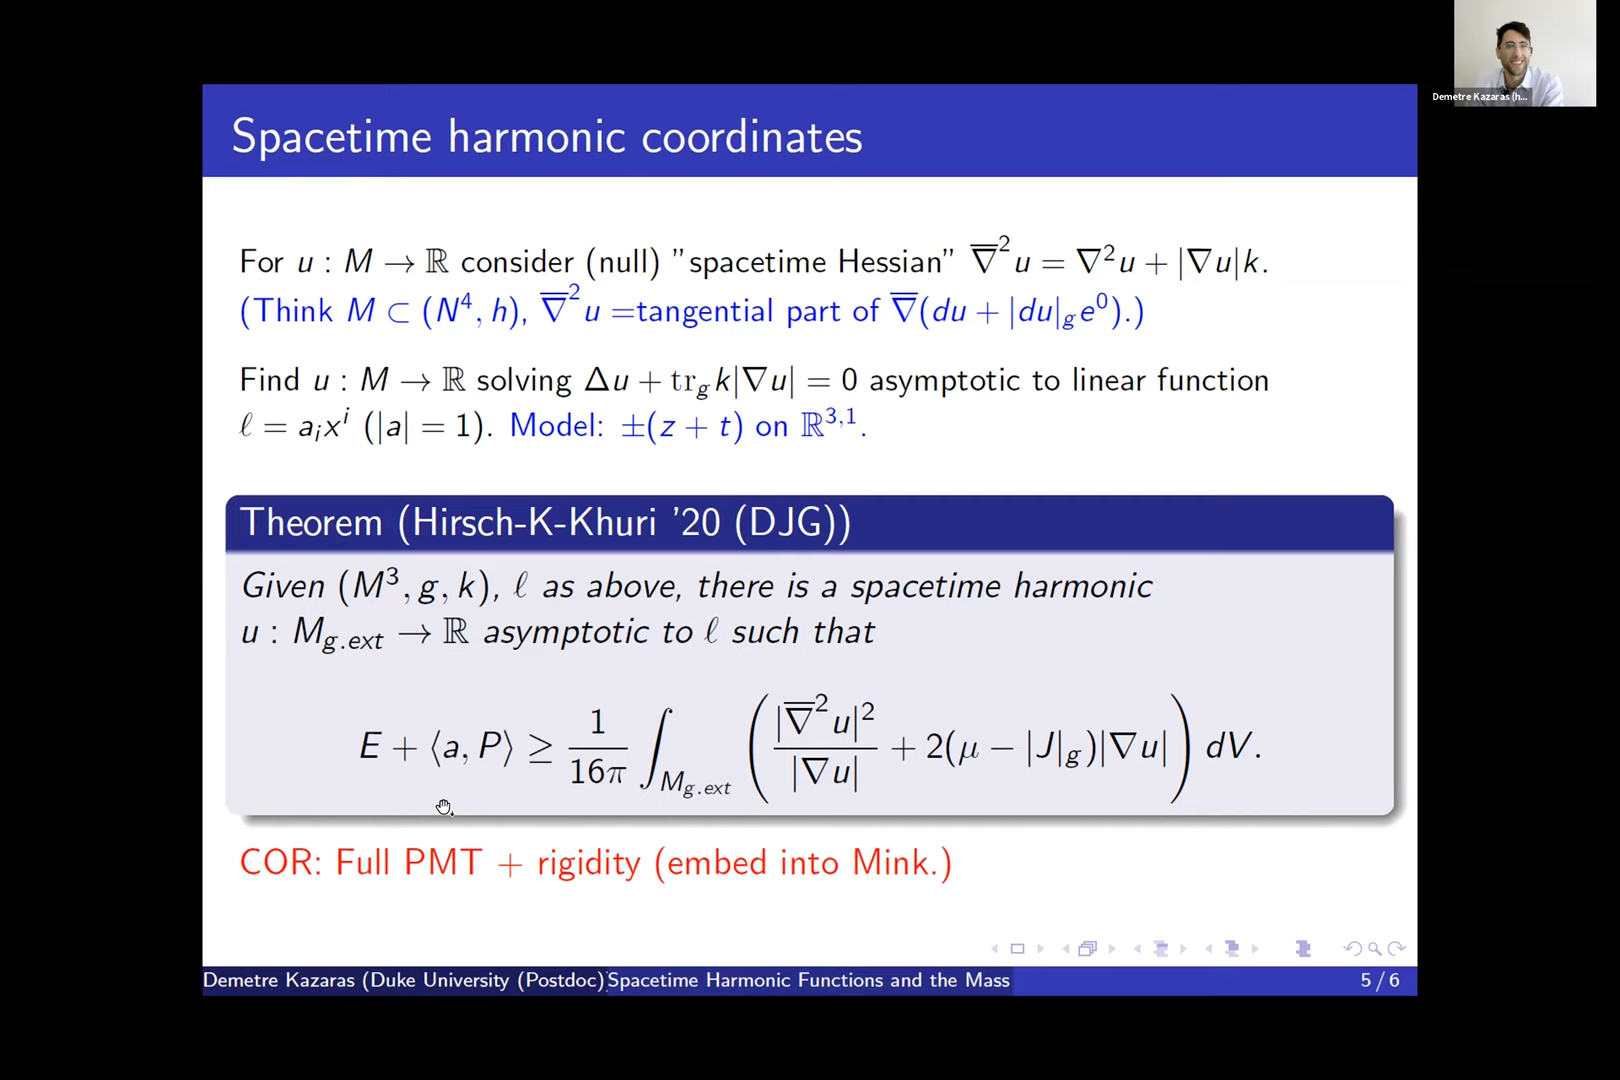 Demetre Kazaras (h...
Spacetime harmonic coordinates
For u : M → ℝ consider (null) ”spacetime Hessian” ∇̅²u = ∇²u + |∇u|k.
(Think M ⊂ (N⁴, h), ∇̅²u =tangential part of ∇̅(du + |du|_g e⁰).)
Find u : M → ℝ solving Δu + tr_g k|∇u| = 0 asymptotic to linear function
ℓ = a_i x^i (|a| = 1). Model: ±(z + t) on ℝ^{3,1}.
Theorem (Hirsch-K-Khuri ’20 (DJG))
Given (M³, g, k), ℓ as above, there is a spacetime harmonic
u : M_{g.ext} → ℝ asymptotic to ℓ such that
E + ⟨a, P⟩ ≥ \frac{1}{16π} ∫_{M_{g.ext}} ( \frac{|∇̅²u|²}{|∇u|} + 2(μ − |J|_g)|∇u| ) dV.
COR: Full PMT + rigidity (embed into Mink.)
Demetre Kazaras (Duke University (Postdoc) Spacetime Harmonic Functions and the Mass 5 / 6